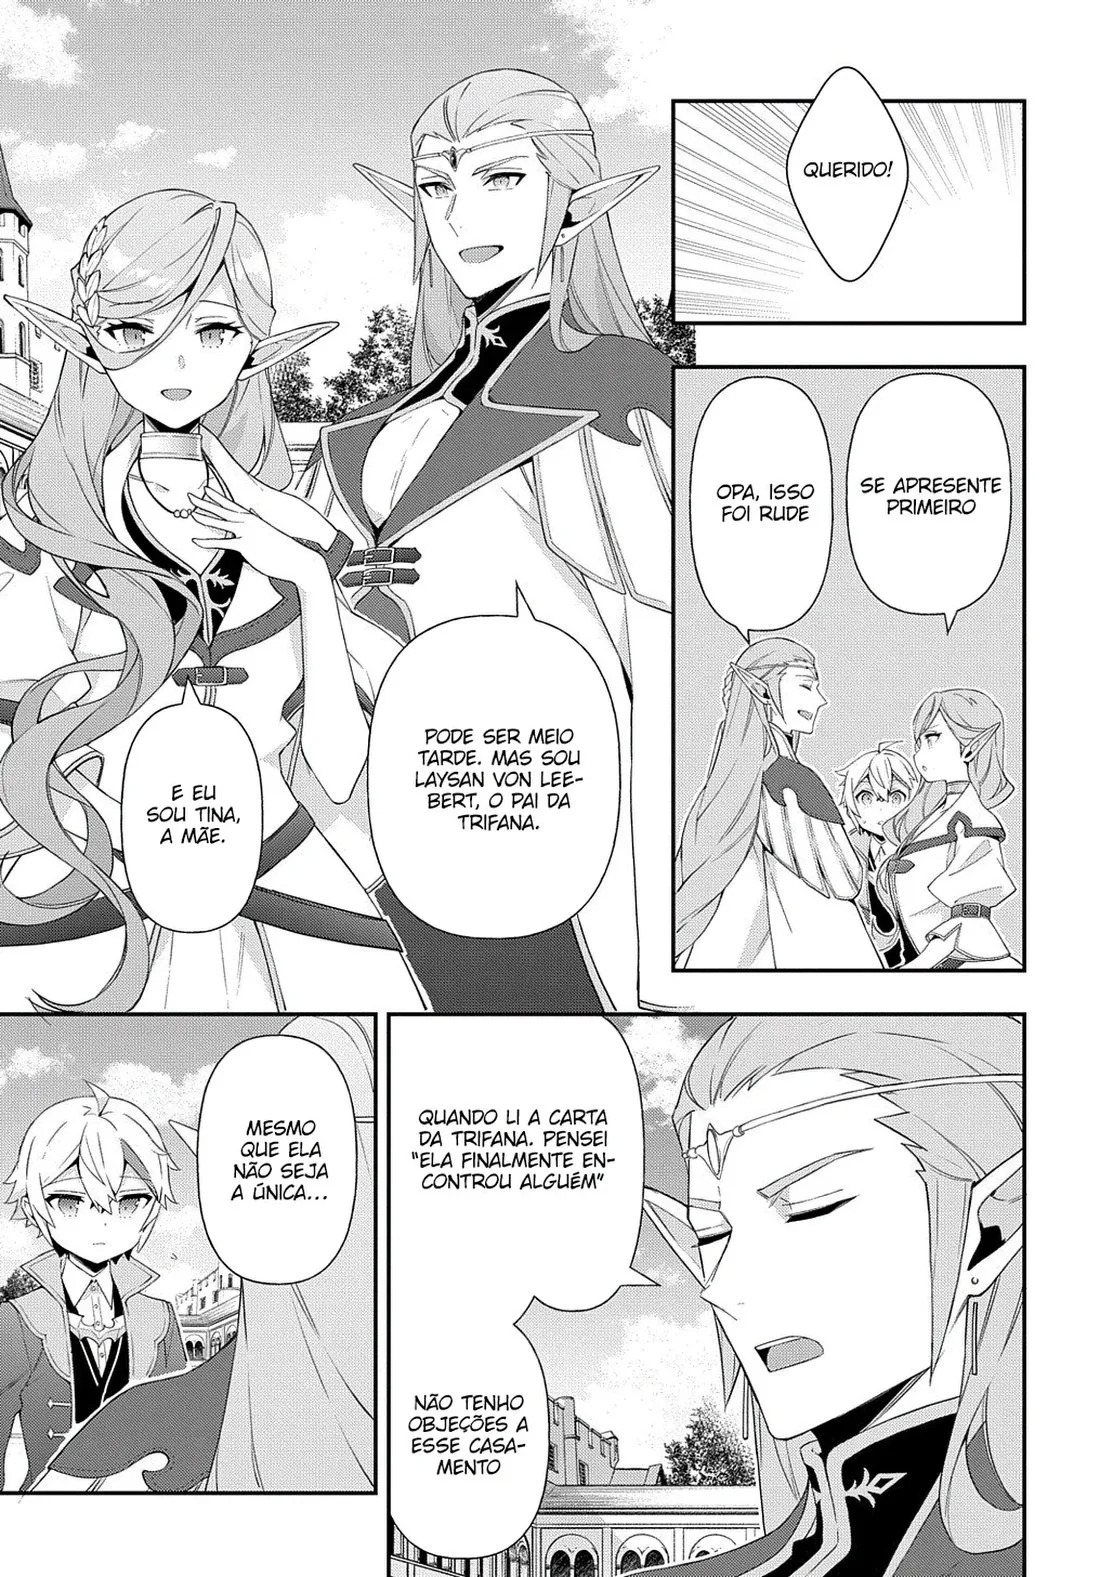 QUERIDO!
SE APRESENTE
PRIMEIRO
OPA, ISSO
FOI RUDE
PODE SER MEIO
TARDE. MAS SOU
LAYSAN VON LEE-
BERT, O PAI DA
TRIFANA.
E EU
SOU TINA,
A MÃE.
QUANDO LI A CARTA
DA TRIFANA. PENSEI
"ELA FINALMENTE EN-
CONTROU ALGUÉM"
NÃO TENHO
OBJEÇÕES A
ESSE CASA-
MENTO
MESMO
QUE ELA
NÃO SEJA
A ÚNICA...